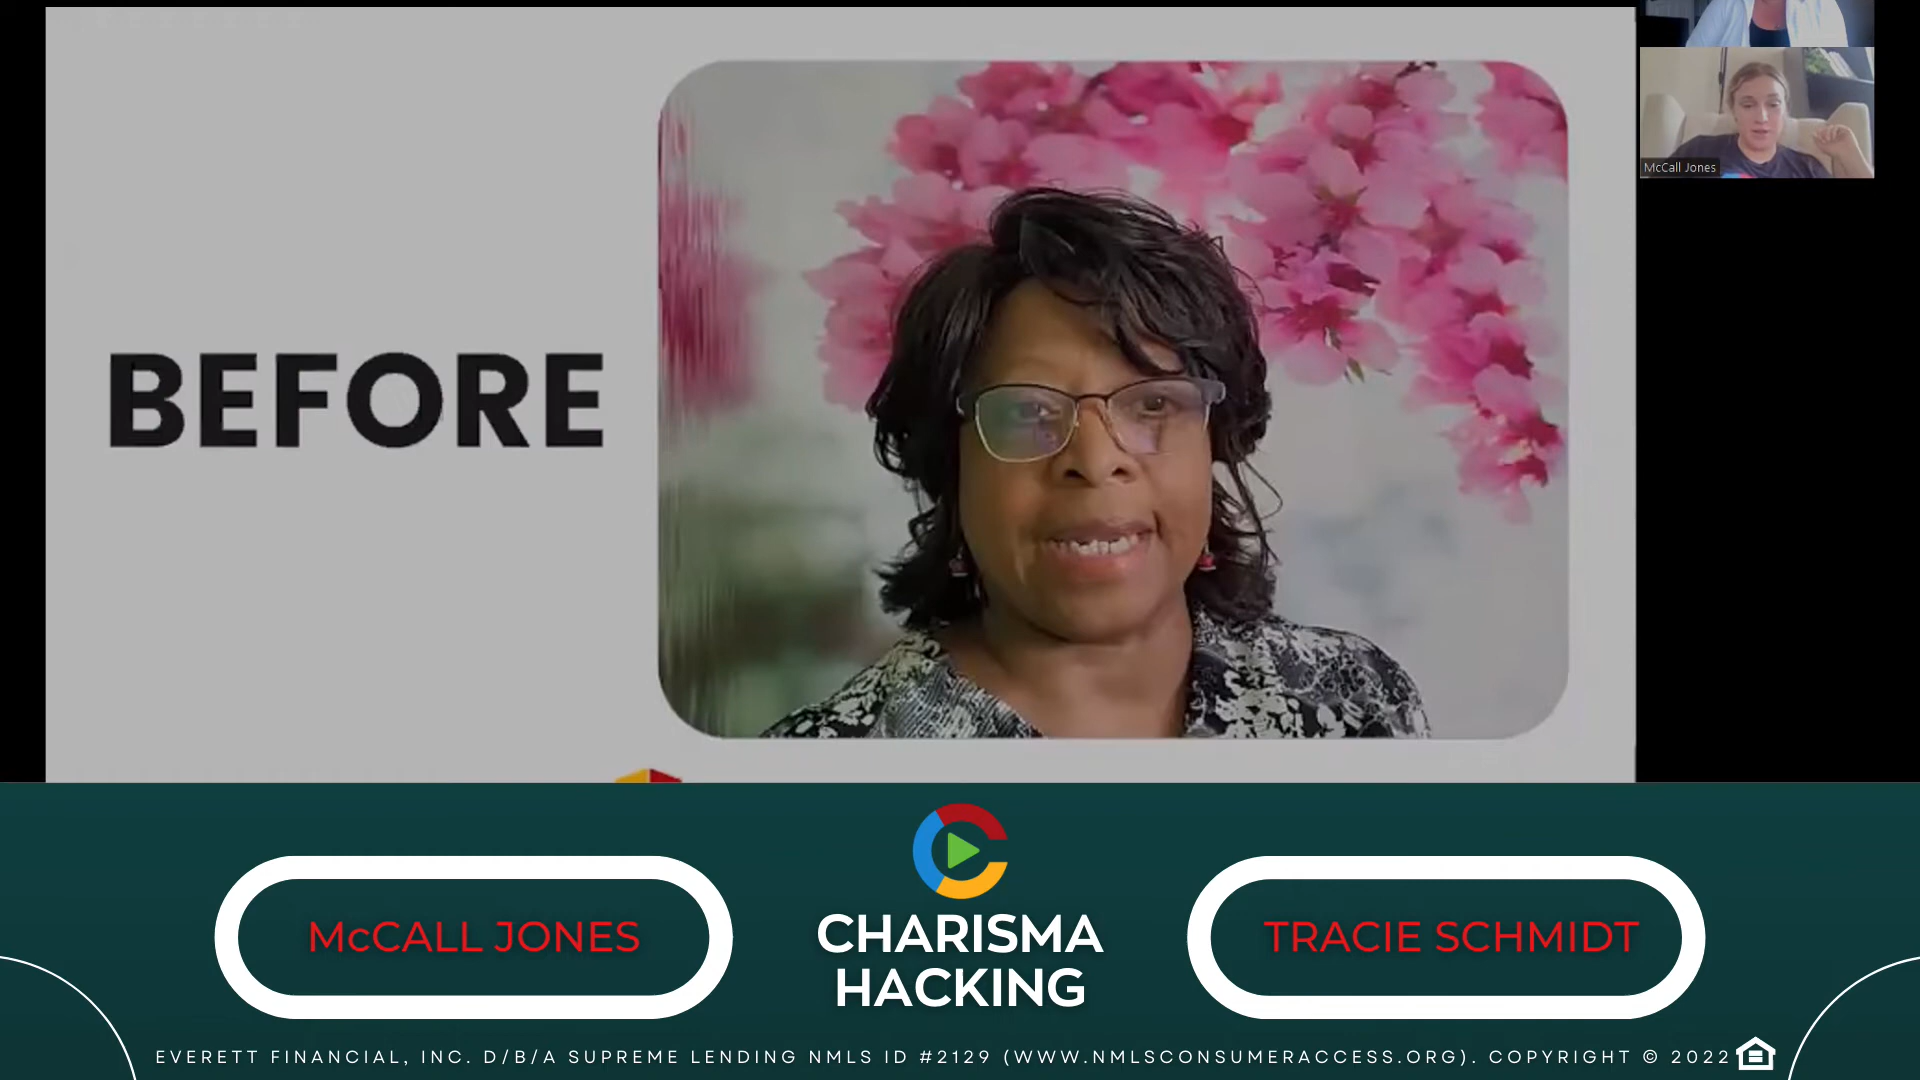 McCall Jones
BEFORE
McCALL JONES
CHARISMA
HACKING
TRACIE SCHMIDT
EVERETT FINANCIAL, INC. D/B/A SUPREME LENDING NMLS ID #2129 (WWW.NMLSCONSUMERACCESS.ORG). COPYRIGHT © 2022